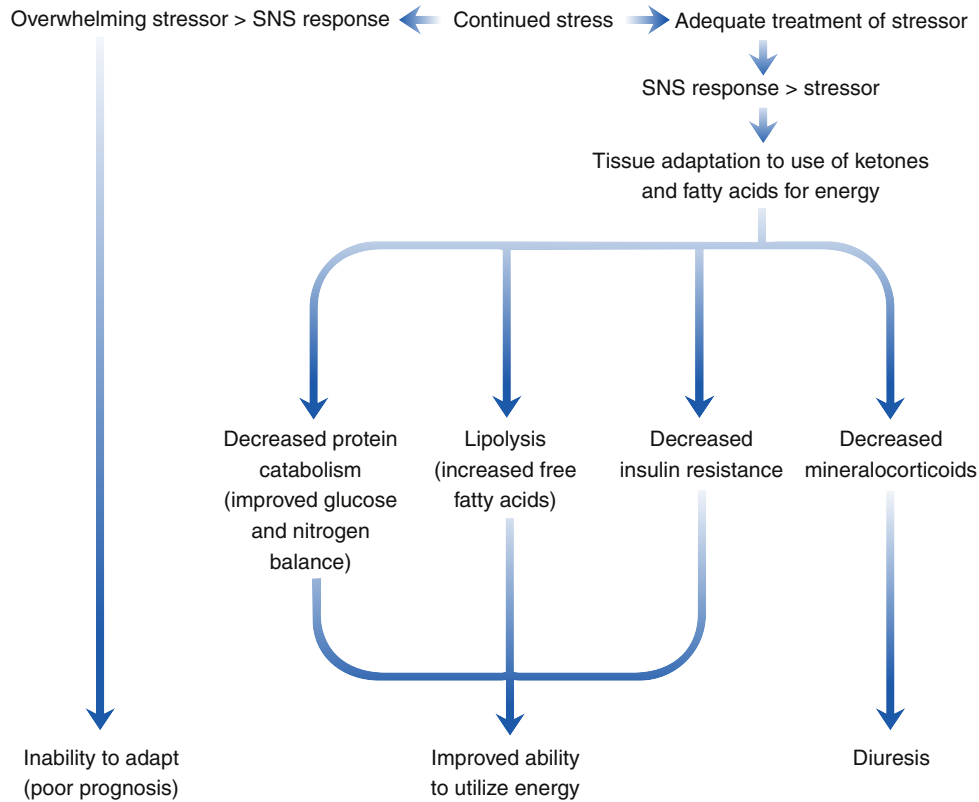 Overwhelming stressor > SNS response
Continued stress
Adequate treatment of stressor
SNS response > stressor
Tissue adaptation to use of ketones
and fatty acids for energy
Decreased protein
catabolism
(improved glucose
and nitrogen
balance)
Lipolysis
(increased free
fatty acids)
Decreased
insulin resistance
Decreased
mineralocorticoids
Inability to adapt
(poor prognosis)
Improved ability
to utilize energy
Diuresis